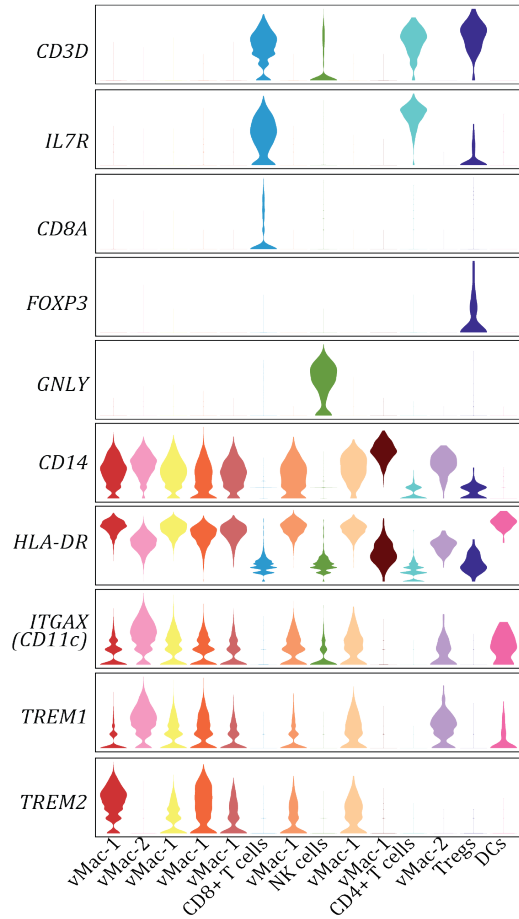 CD3D
IL7R
CD8A
FOXP3
GNLY
CD14
HLA-DR
ITGAX
(CD11c)
TREM1
TREM2
vMac-1
vMac-2
vMac-1
vMac-1
vMac-1
CD8+ T cells
vMac-1
NK cells
vMac-1
vMac-1
CD4+ T cells
vMac-2
Tregs
DCs